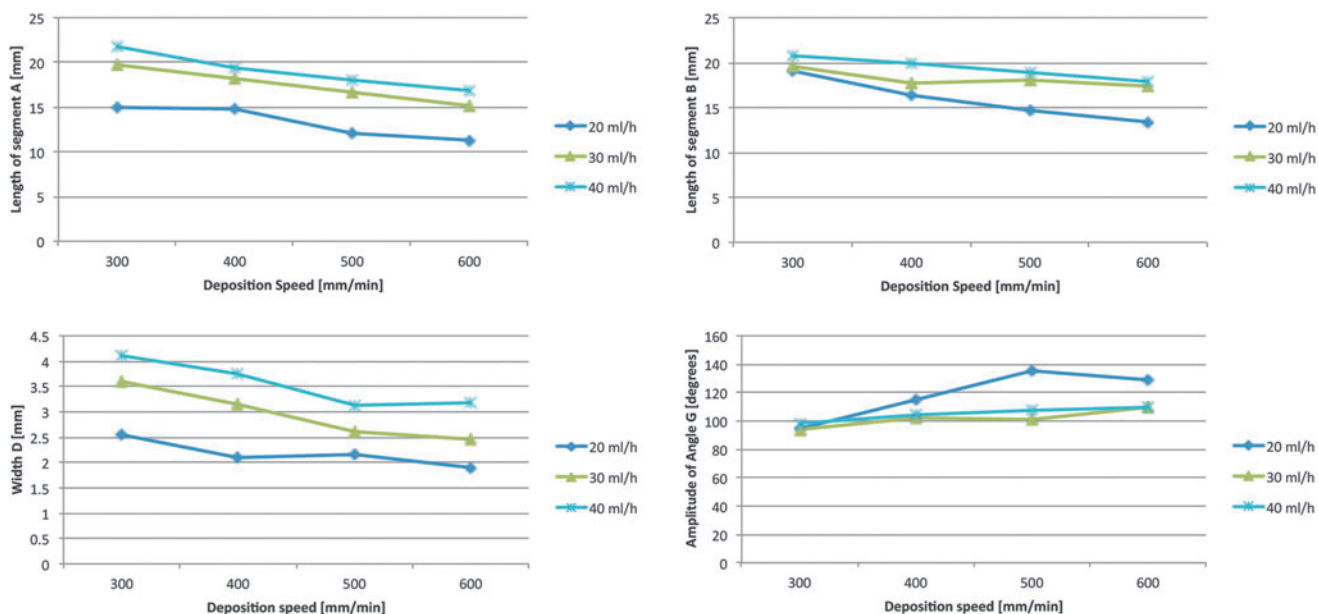 Length of segment A [mm]
25
20
15
10
5
0
300 400 500 600
Deposition Speed [mm/min]
20 ml/h
30 ml/h
40 ml/h
Length of segment B [mm]
25
20
15
10
5
0
300 400 500 600
Deposition Speed [mm/min]
20 ml/h
30 ml/h
40 ml/h
Width D [mm]
4.5
4
3.5
3
2.5
2
1.5
1
0.5
0
300 400 500 600
Deposition speed [mm/min]
20 ml/h
30 ml/h
40 ml/h
Amplitude of Angle G [degrees]
160
140
120
100
80
60
40
20
0
300 400 500 600
Deposition speed [mm/min]
20 ml/h
30 ml/h
40 ml/h